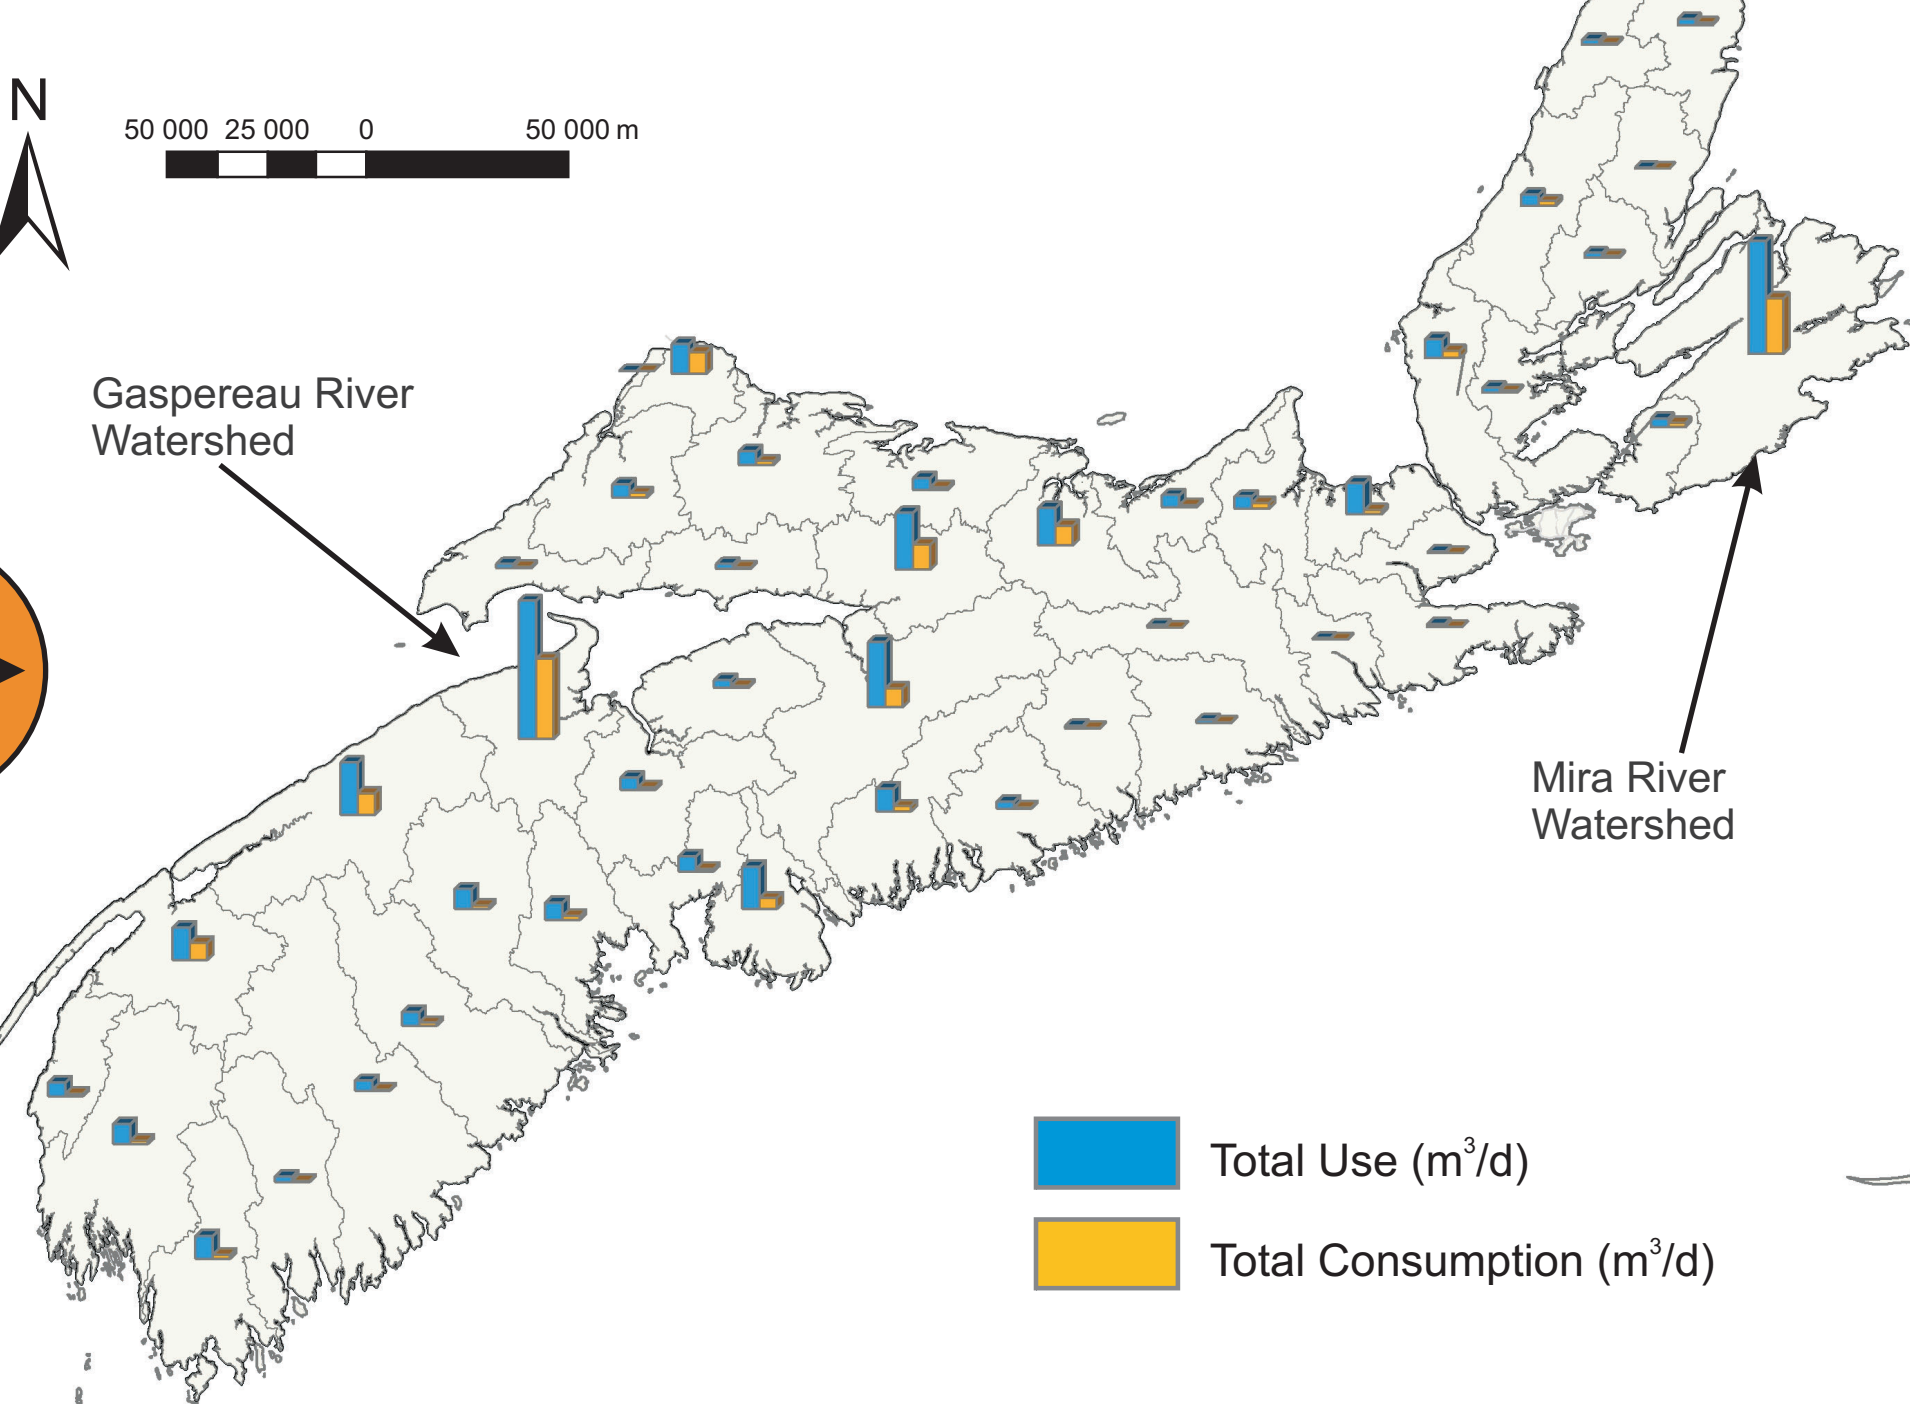 N
50 000 25 000 0 50 000 m
Gaspereau River
Watershed
Mira River
Watershed
Total Use (m³/d)
Total Consumption (m³/d)